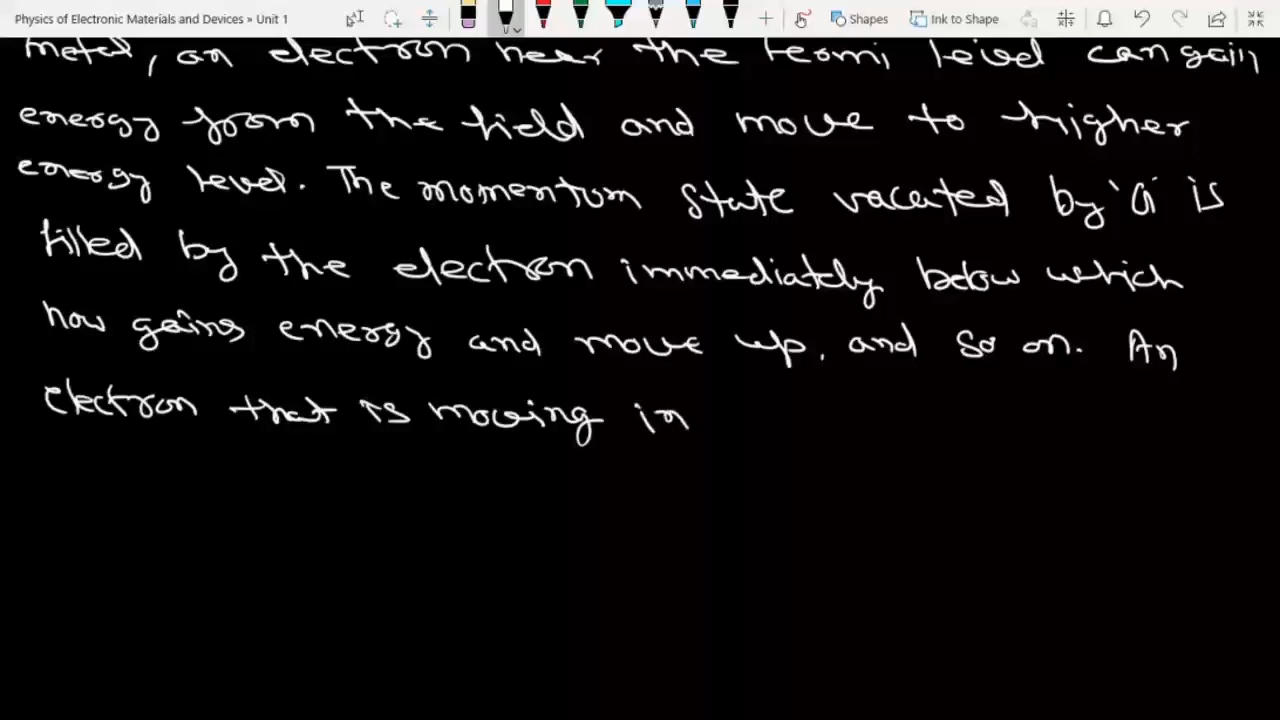 Physics of Electronic Materials and Devices » Unit 1 Shapes Ink to Shape
metal, an electron near the Fermi level can gain
energy from the field and move to higher
energy level. The momentum state vacated by 'a' is
filled by the electron immediately below which
now gains energy and move up, and so on. An
electron that is moving in